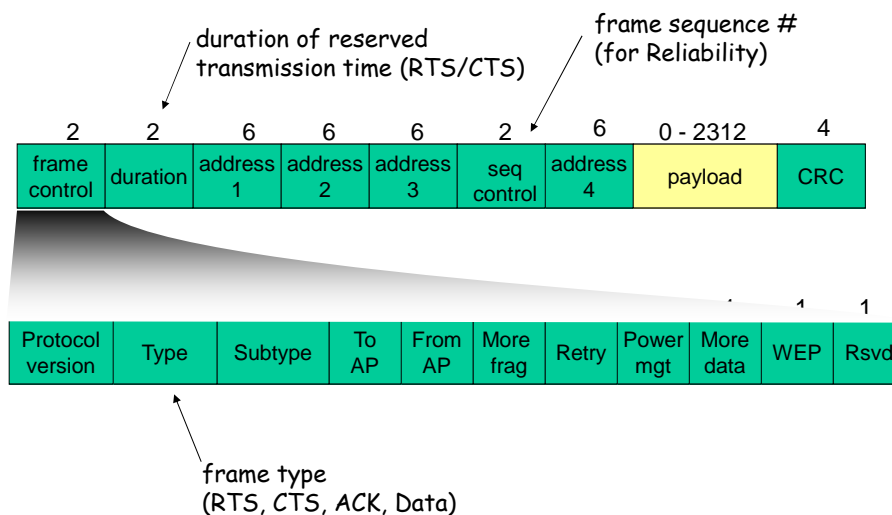 duration of reserved
transmission time (RTS/CTS)
frame sequence #
(for Reliability)
2 2 6 6 6 2 6 0 - 2312 4
frame
control
duration
address
1
address
2
address
3
seq
control
address
4
payload
CRC
1 1
Protocol
version
Type
Subtype
To
AP
From
AP
More
frag
Retry
Power
mgt
More
data
WEP
Rsvd
frame type
(RTS, CTS, ACK, Data)